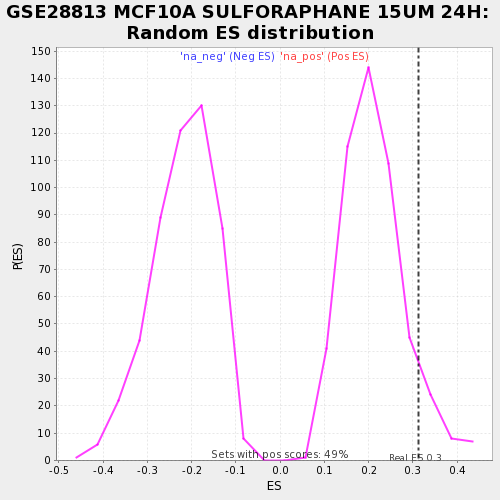 GSE28813 MCF10A SULFORAPHANE 15UM 24H:
Random ES distribution
'na_neg' (Neg ES) 'na_pos' (Pos ES)
150
140
130
120
110
100
90
80
70
60
50
40
30
20
10
0
P(ES)
Sets with pos scores: 49%
Real ES 0.3
-0.5 -0.4 -0.3 -0.2 -0.1 0.0 0.1 0.2 0.3 0.4
ES